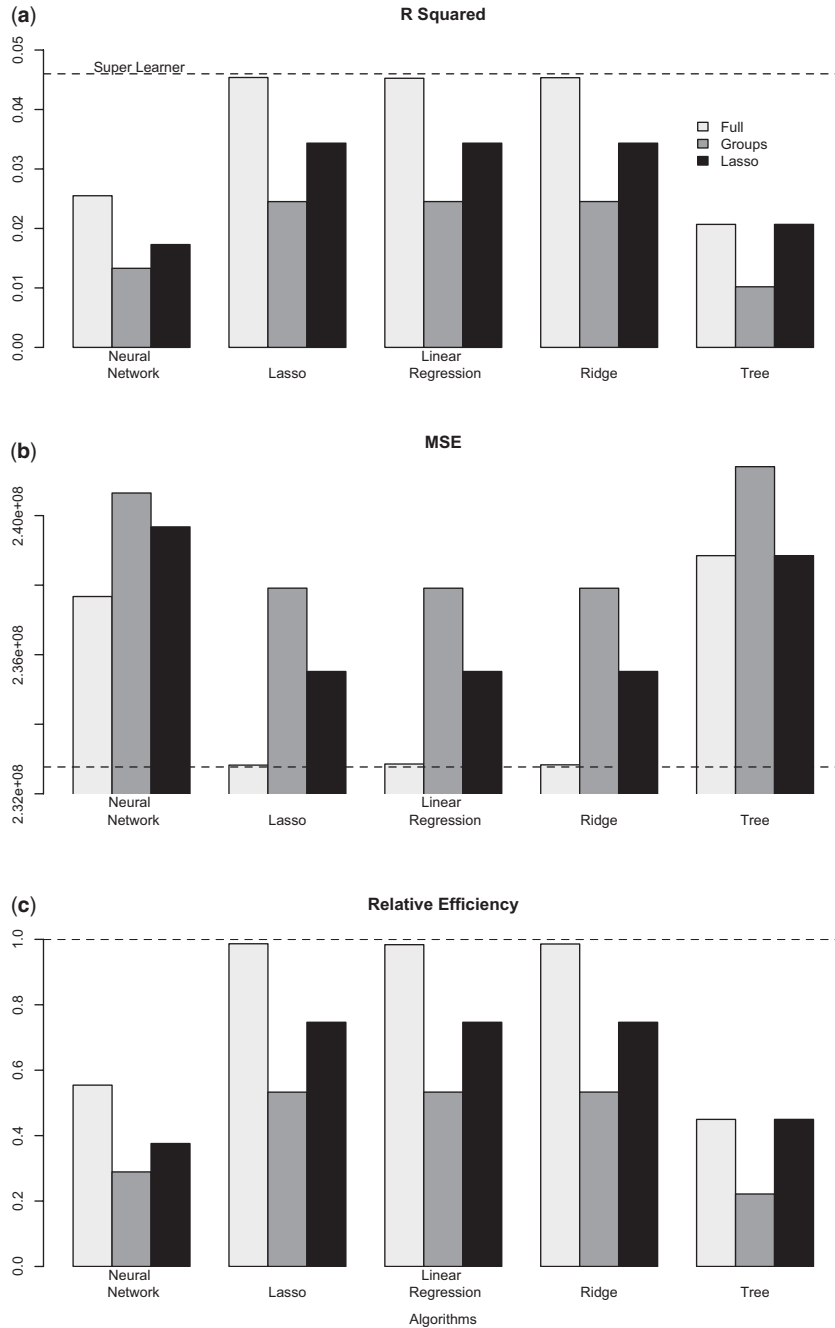 (a)
R Squared
0.05
0.04
0.03
0.02
0.01
0.00
Super Learner
Full
Groups
Lasso
Neural
Network
Lasso
Linear
Regression
Ridge
Tree
(b)
MSE
2.40e+08
2.36e+08
2.32e+08
Neural
Network
Lasso
Linear
Regression
Ridge
Tree
(c)
Relative Efficiency
1.0
0.8
0.6
0.4
0.2
0.0
Neural
Network
Lasso
Linear
Regression
Ridge
Tree
Algorithms